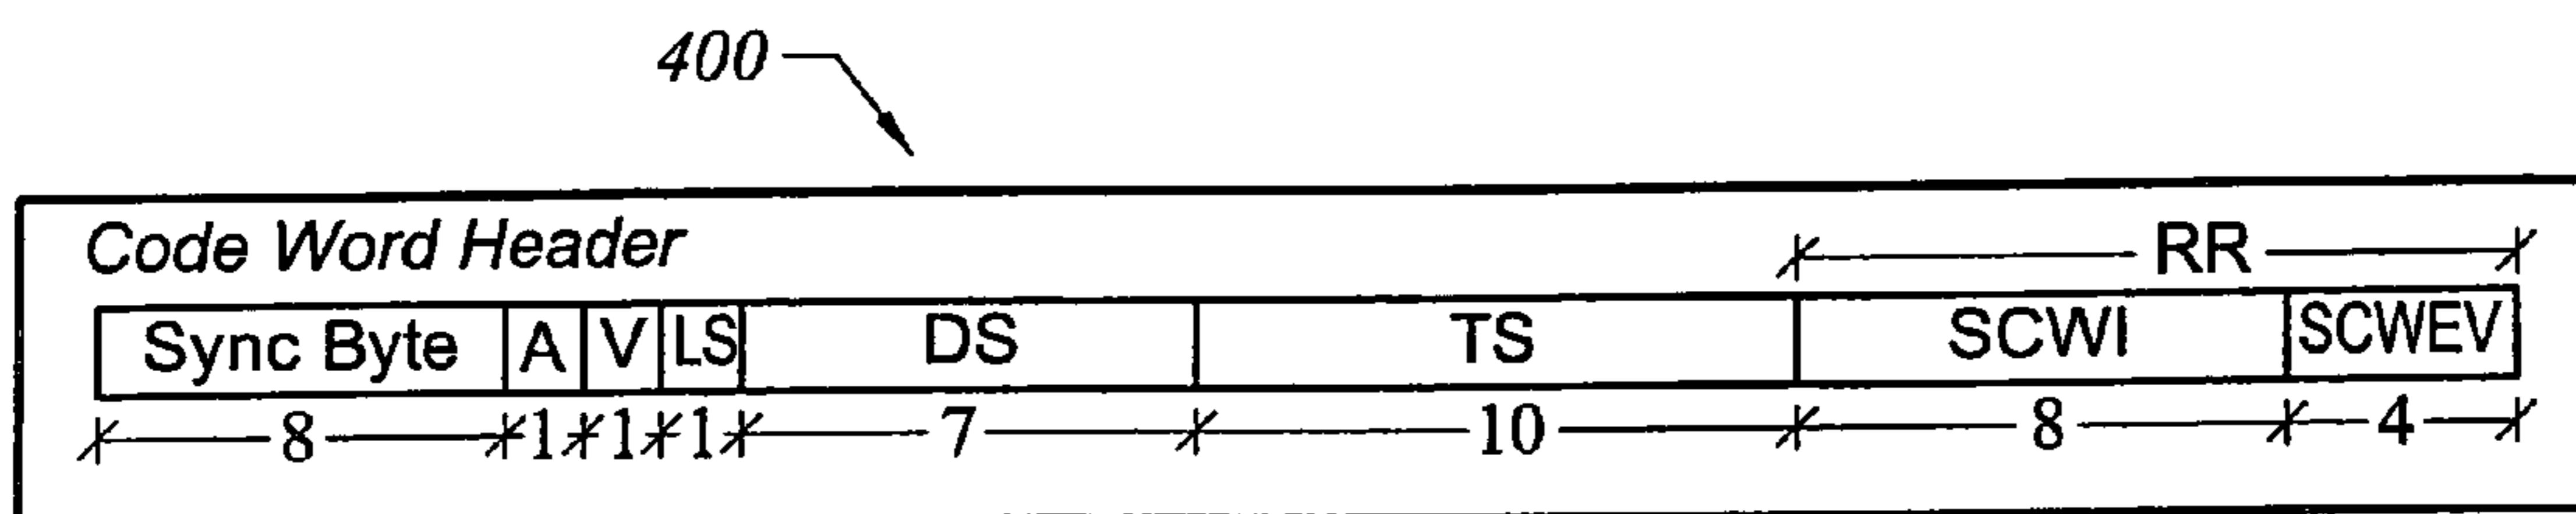 400
Code Word Header
RR
Sync Byte A V LS DS TS SCWI SCWEV
8 1 1 1 7 10 8 4